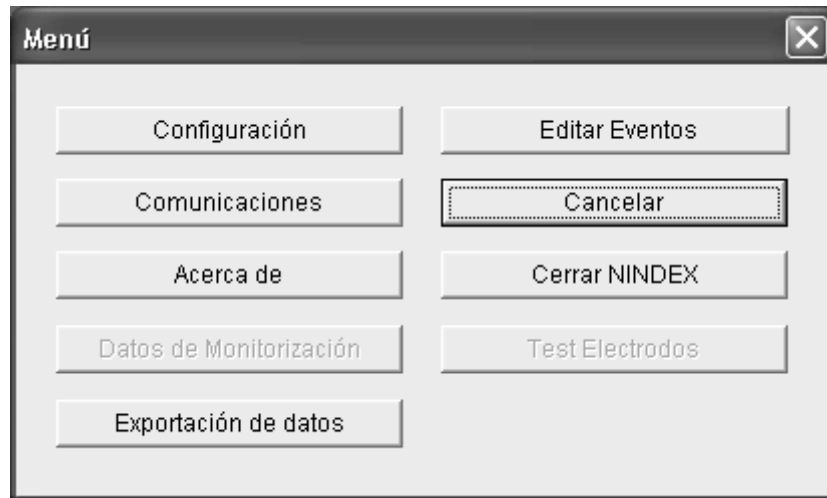 Menú
Configuración
Editar Eventos
Comunicaciones
Cancelar
Acerca de
Cerrar NINDEX
Datos de Monitorización
Test Electrodos
Exportación de datos